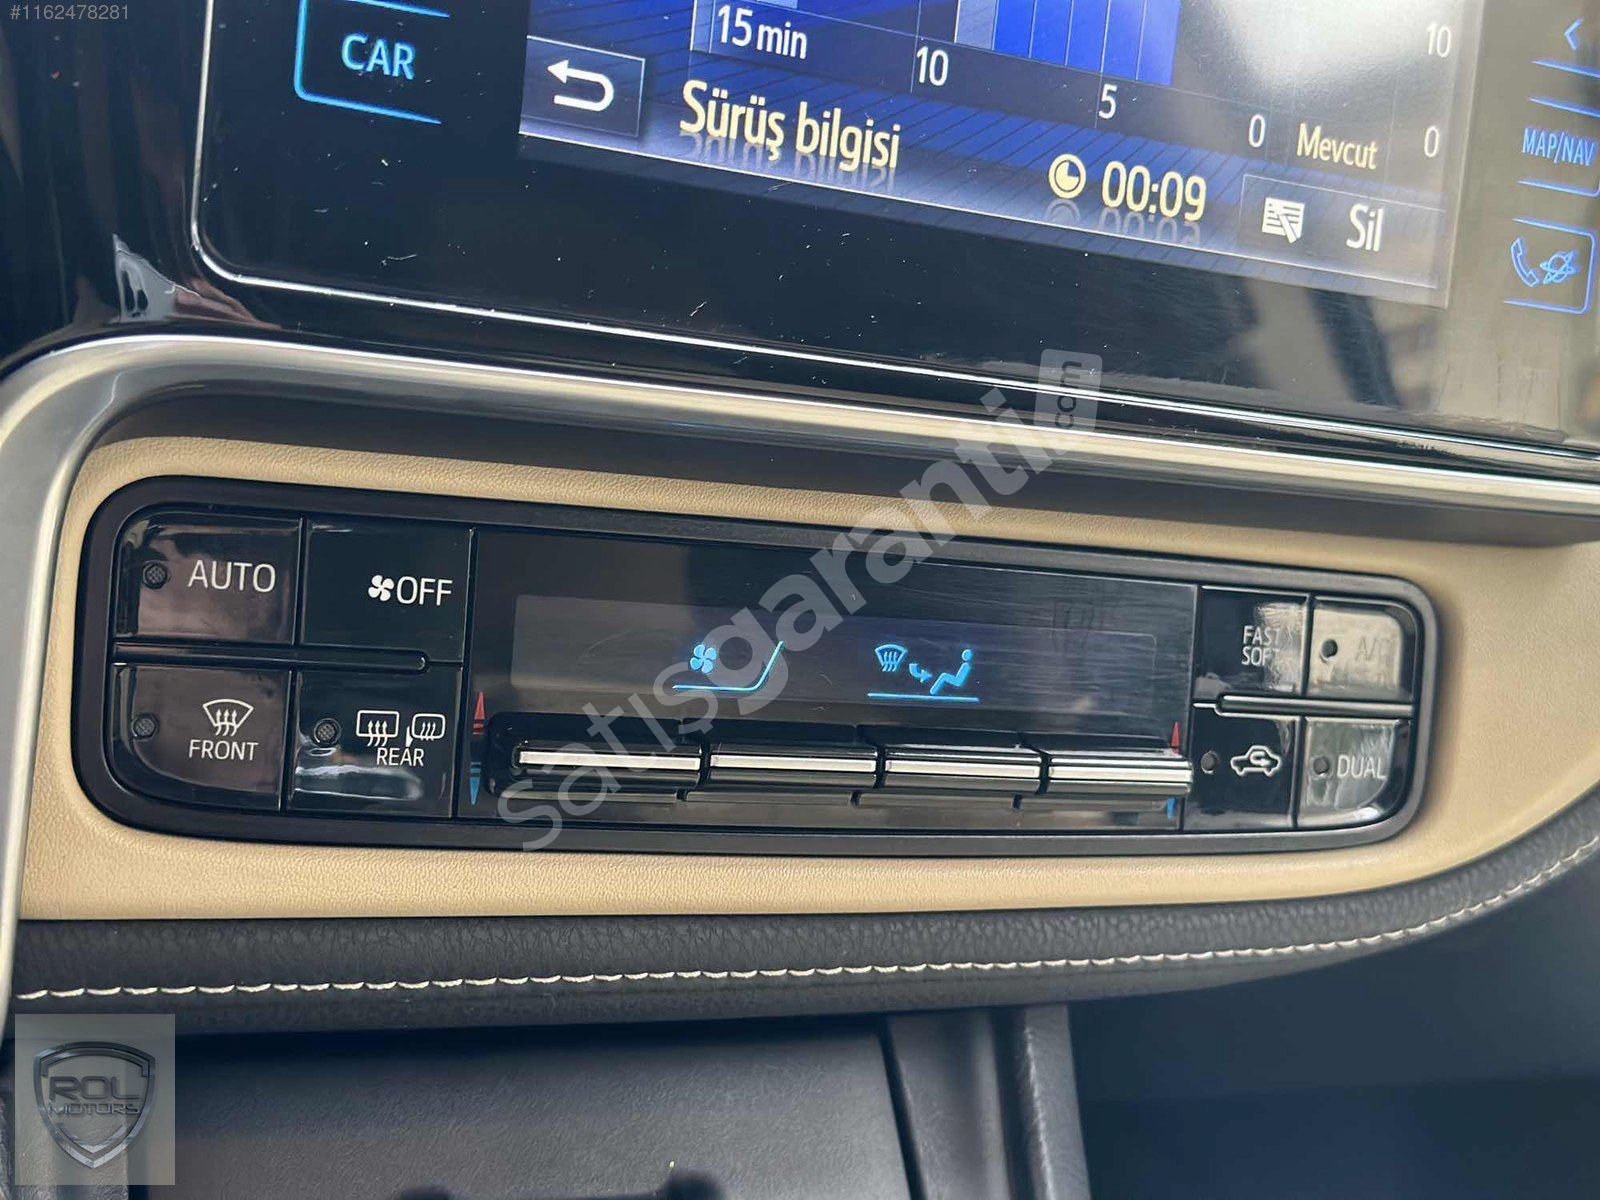 #1162478281
CAR
15 min
10
5
0
Mevcut
10
0
Sürüş bilgisi
00:09
Sil
MAP/NAV
satışgaranti.com
AUTO
OFF
FRONT
REAR
FAST
SOFT
A/C
DUAL
ROL
MOTORS